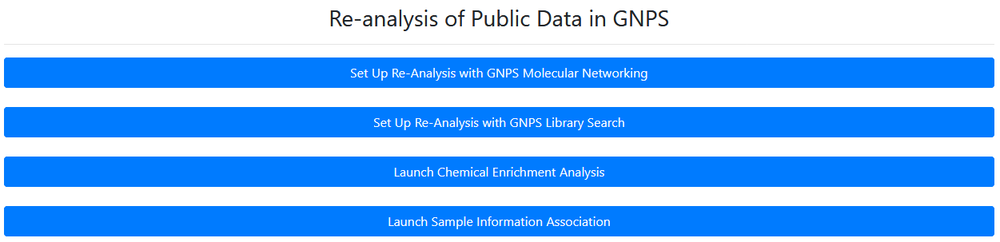 Re-analysis of Public Data in GNPS
Set Up Re-Analysis with GNPS Molecular Networking
Set Up Re-Analysis with GNPS Library Search
Launch Chemical Enrichment Analysis
Launch Sample Information Association